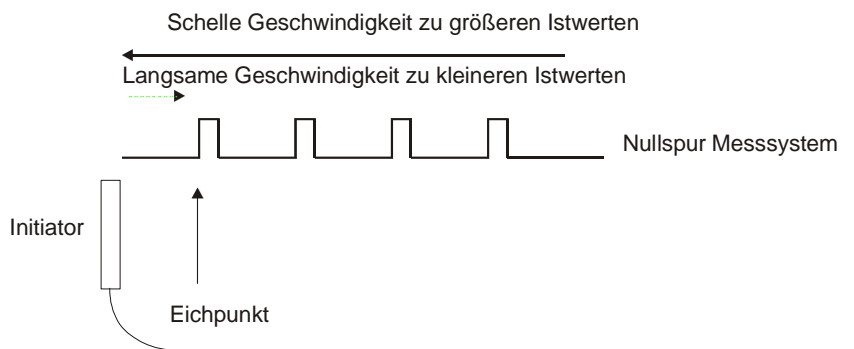 Schelle Geschwindigkeit zu größeren Istwerten
Langsame Geschwindigkeit zu kleineren Istwerten
Nullspur Messsystem
Initiator
Eichpunkt